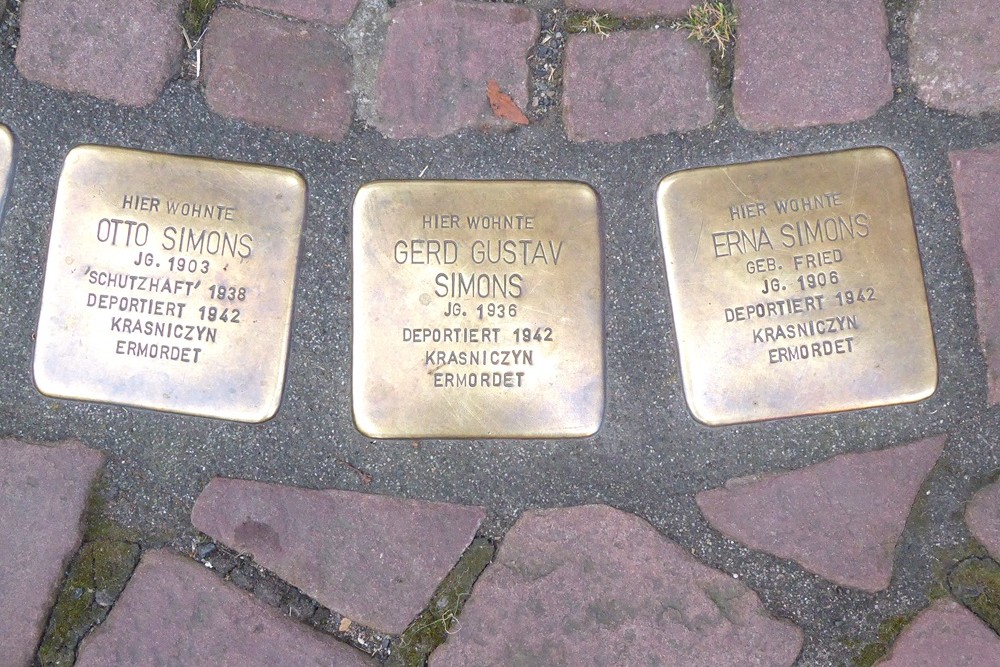 HIER WOHNTE
OTTO SIMONS
JG. 1903
'SCHUTZHAFT' 1938
DEPORTIERT 1942
KRASNICZYN
ERMORDET
HIER WOHNTE
GERD GUSTAV
SIMONS
JG. 1936
DEPORTIERT 1942
KRASNICZYN
ERMORDET
HIER WOHNTE
ERNA SIMONS
GEB. FRIED
JG. 1906
DEPORTIERT 1942
KRASNICZYN
ERMORDET